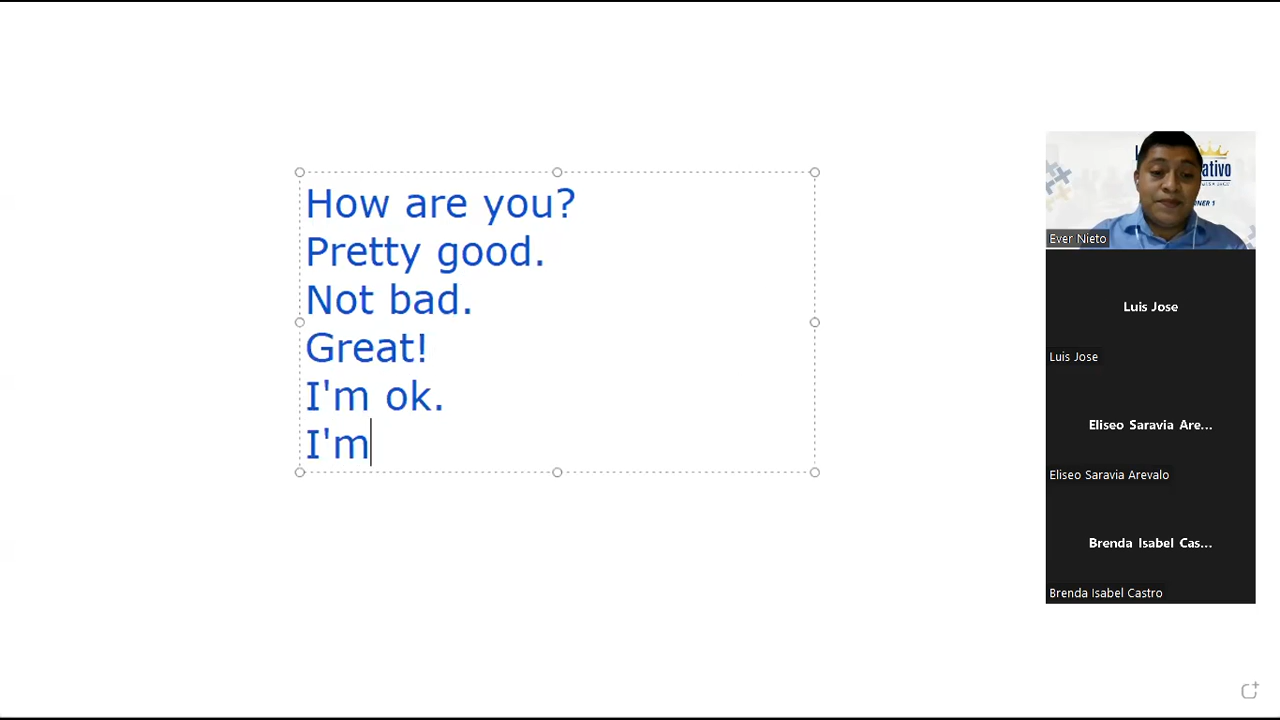 How are you?
Pretty good.
Not bad.
Great!
I'm ok.
I'm
ativo
Ever Nieto
Luis Jose
Luis Jose
Eliseo Saravia Are...
Eliseo Saravia Arevalo
Brenda Isabel Cas...
Brenda Isabel Castro